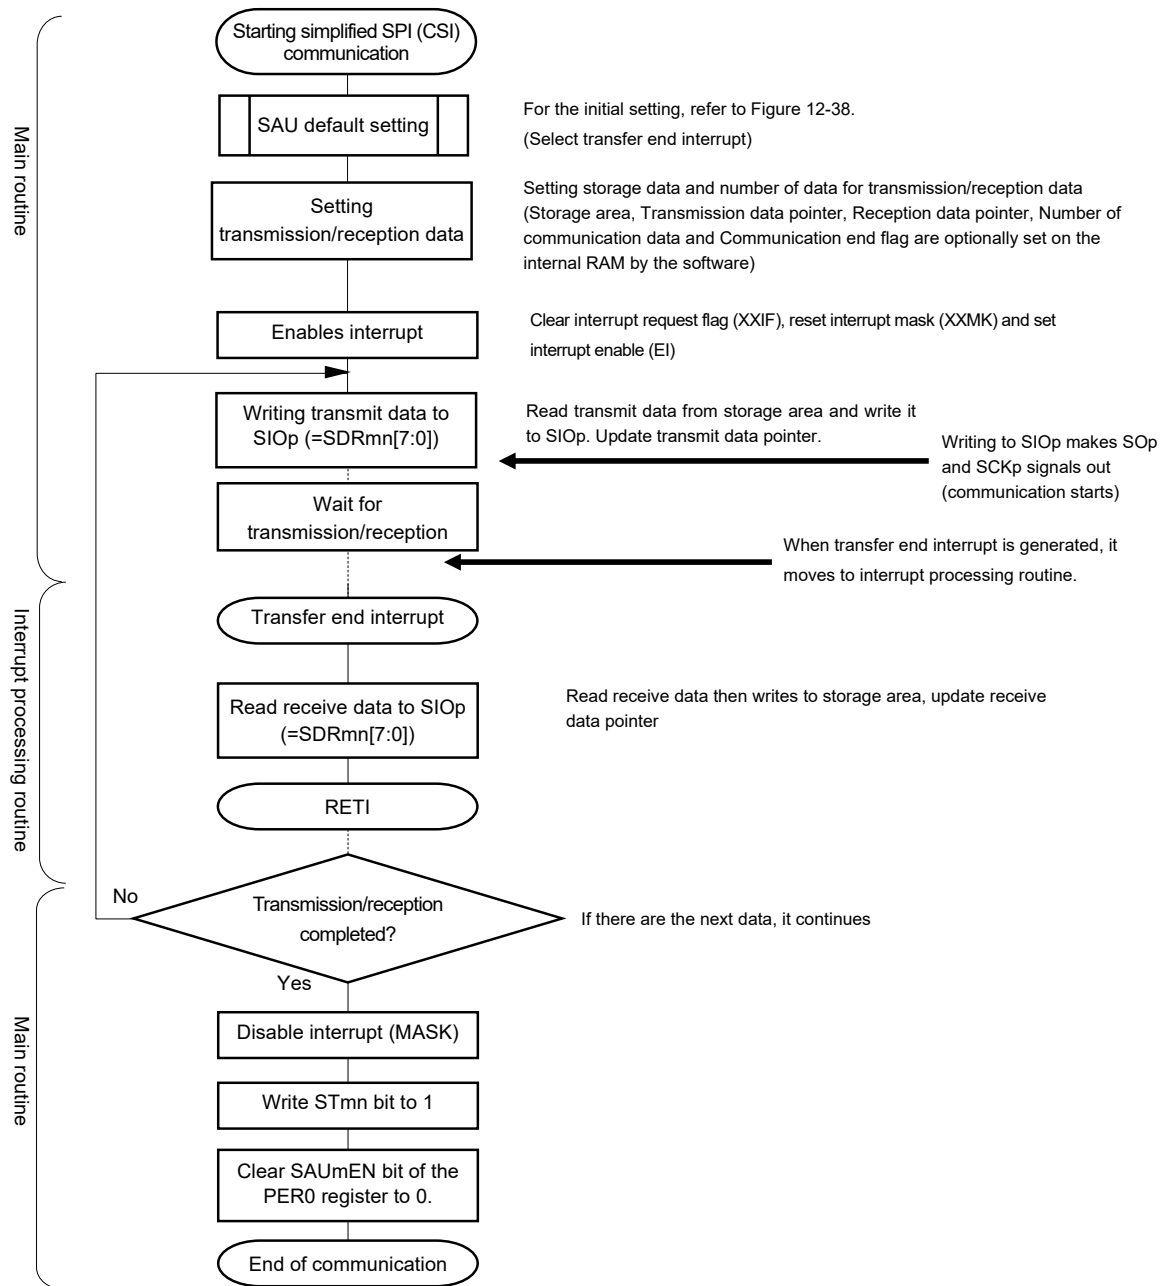 Main routine
Starting simplified SPI (CSI)
communication
SAU default setting
For the initial setting, refer to Figure 12-38.
(Select transfer end interrupt)
Setting
transmission/reception data
Setting storage data and number of data for transmission/reception data
(Storage area, Transmission data pointer, Reception data pointer, Number of
communication data and Communication end flag are optionally set on the
internal RAM by the software)
Enables interrupt
Clear interrupt request flag (XXIF), reset interrupt mask (XXMK) and set
interrupt enable (EI)
Writing transmit data to
SIOp (=SDRmn[7:0])
Read transmit data from storage area and write it
to SIOp. Update transmit data pointer.
Writing to SIOp makes SOp
and SCKp signals out
(communication starts)
Wait for
transmission/reception
When transfer end interrupt is generated, it
moves to interrupt processing routine.
Interrupt processing routine
Transfer end interrupt
Read receive data to SIOp
(=SDRmn[7:0])
Read receive data then writes to storage area, update receive
data pointer
RETI
Main routine
No
Transmission/reception
completed?
If there are the next data, it continues
Yes
Disable interrupt (MASK)
Write STmn bit to 1
Clear SAUmEN bit of the
PER0 register to 0.
End of communication